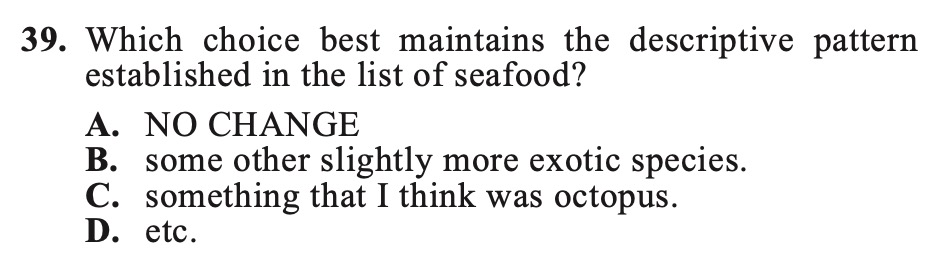 39. Which choice best maintains the descriptive pattern
established in the list of seafood?
A. NO CHANGE
B. some other slightly more exotic species.
C. something that I think was octopus.
D. etc.